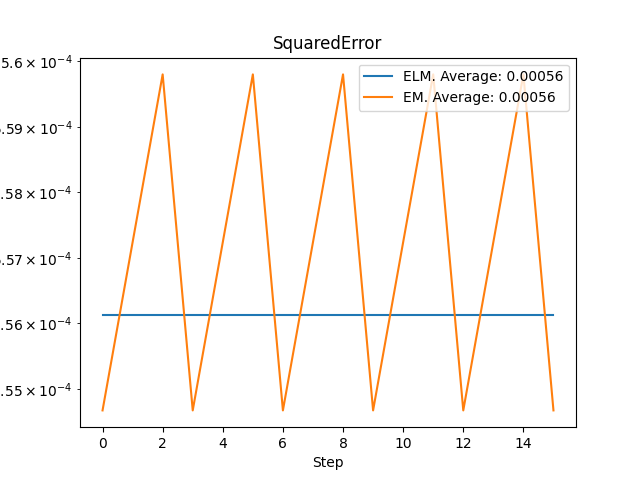 SquaredError
5.6 × 10⁻⁴
.59 × 10⁻⁴
.58 × 10⁻⁴
.57 × 10⁻⁴
.56 × 10⁻⁴
.55 × 10⁻⁴
ELM. Average: 0.00056
EM. Average: 0.00056
0 2 4 6 8 10 12 14
Step